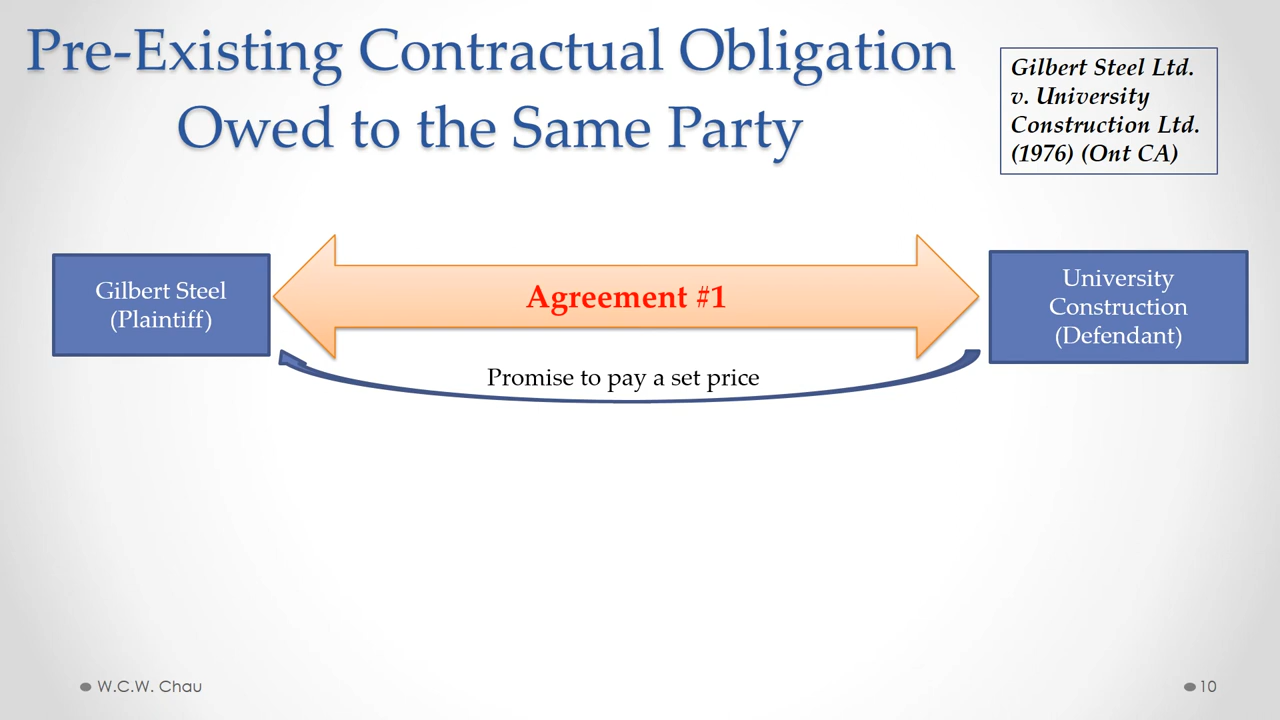 Pre-Existing Contractual Obligation
Owed to the Same Party
Gilbert Steel Ltd.
v. University
Construction Ltd.
(1976) (Ont CA)
Gilbert Steel
(Plaintiff)
Agreement #1
University
Construction
(Defendant)
Promise to pay a set price
W.C.W. Chau
10